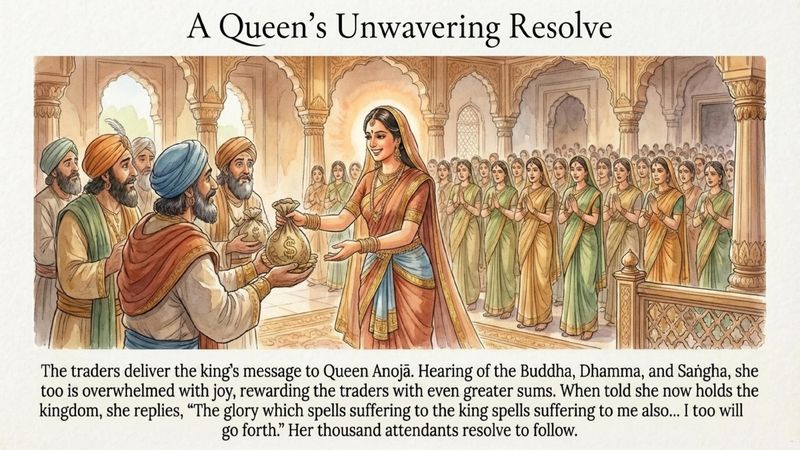 A Queen's Unwavering Resolve
$
The traders deliver the king's message to Queen Anojā. Hearing of the Buddha, Dhamma, and Saṅgha, she
too is overwhelmed with joy, rewarding the traders with even greater sums. When told she now holds the
kingdom, she replies, “The glory which spells suffering to the king spells suffering to me also... I too will
go forth.” Her thousand attendants resolve to follow.